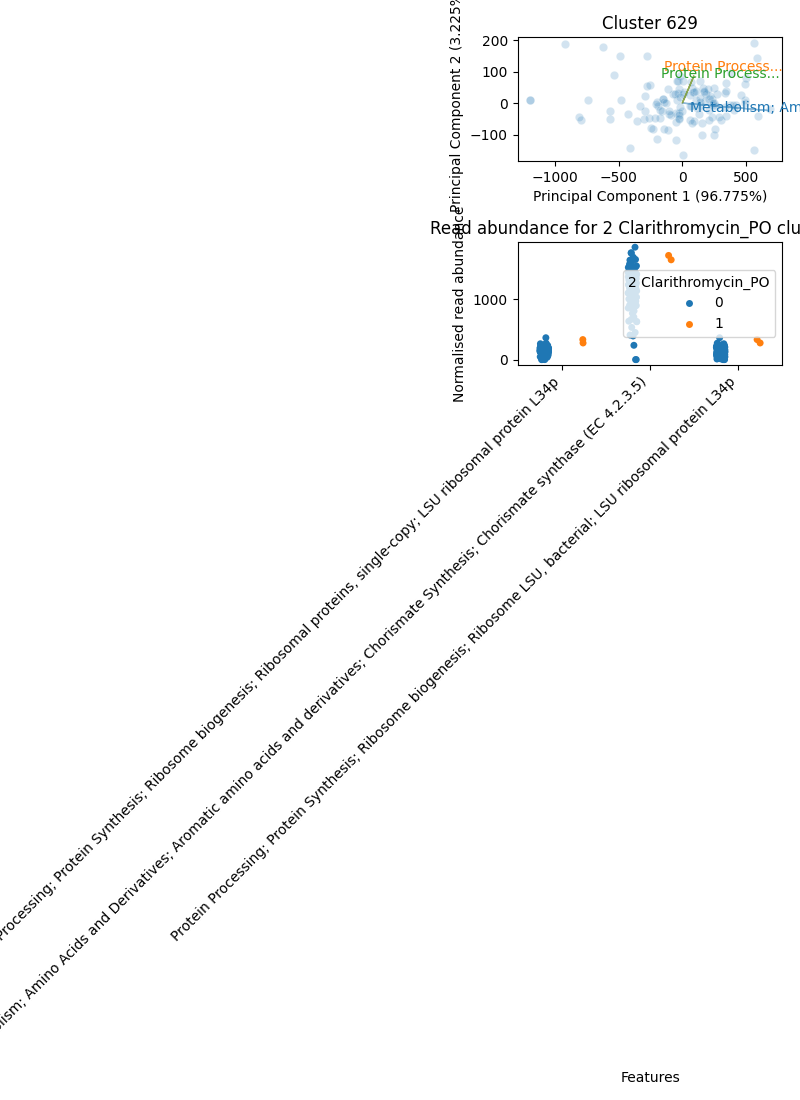 Cluster 629
Principal Component 2 (3.225%
200
100
0
−100
Protein Process...
Protein Process...
Metabolism; Am
−1000
−500
0
500
Principal Component 1 (96.775%)
Read abundance for 2 Clarithromycin_PO clu
Normalised read abundance
1000
0
2 Clarithromycin_PO
0
1
Processing; Protein Synthesis; Ribosome biogenesis; Ribosomal proteins, single-copy; LSU ribosomal protein L34p
lism; Amino Acids and Derivatives; Aromatic amino acids and derivatives; Chorismate Synthesis; Chorismate synthase (EC 4.2.3.5)
Protein Processing; Protein Synthesis; Ribosome biogenesis; Ribosome LSU, bacterial; LSU ribosomal protein L34p
Features